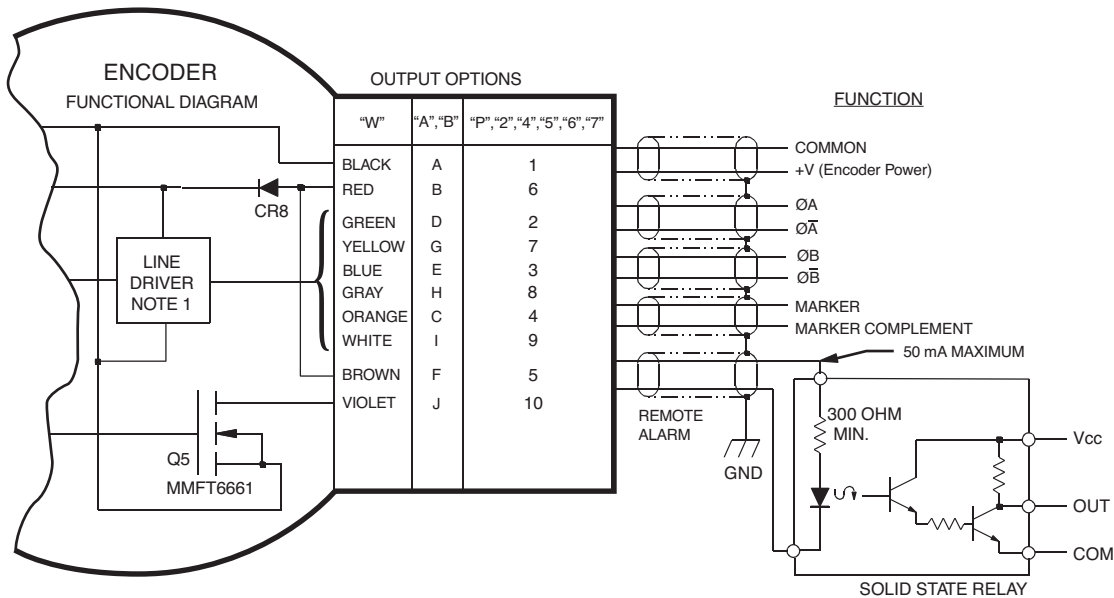 ENCODER
FUNCTIONAL DIAGRAM
CR8
LINE
DRIVER
NOTE 1
Q5
MMFT6661
OUTPUT OPTIONS
“W” “A”,“B” “P”,“2”,“4”,“5”,“6”,“7”
BLACK A 1
RED B 6
GREEN D 2
YELLOW G 7
BLUE E 3
GRAY H 8
ORANGE C 4
WHITE I 9
BROWN F 5
VIOLET J 10
FUNCTION
COMMON
+V (Encoder Power)
ØA
ØA̅
ØB
ØB̅
MARKER
MARKER COMPLEMENT
50 mA MAXIMUM
REMOTE
ALARM
GND
300 OHM
MIN.
Vcc
OUT
COM
SOLID STATE RELAY